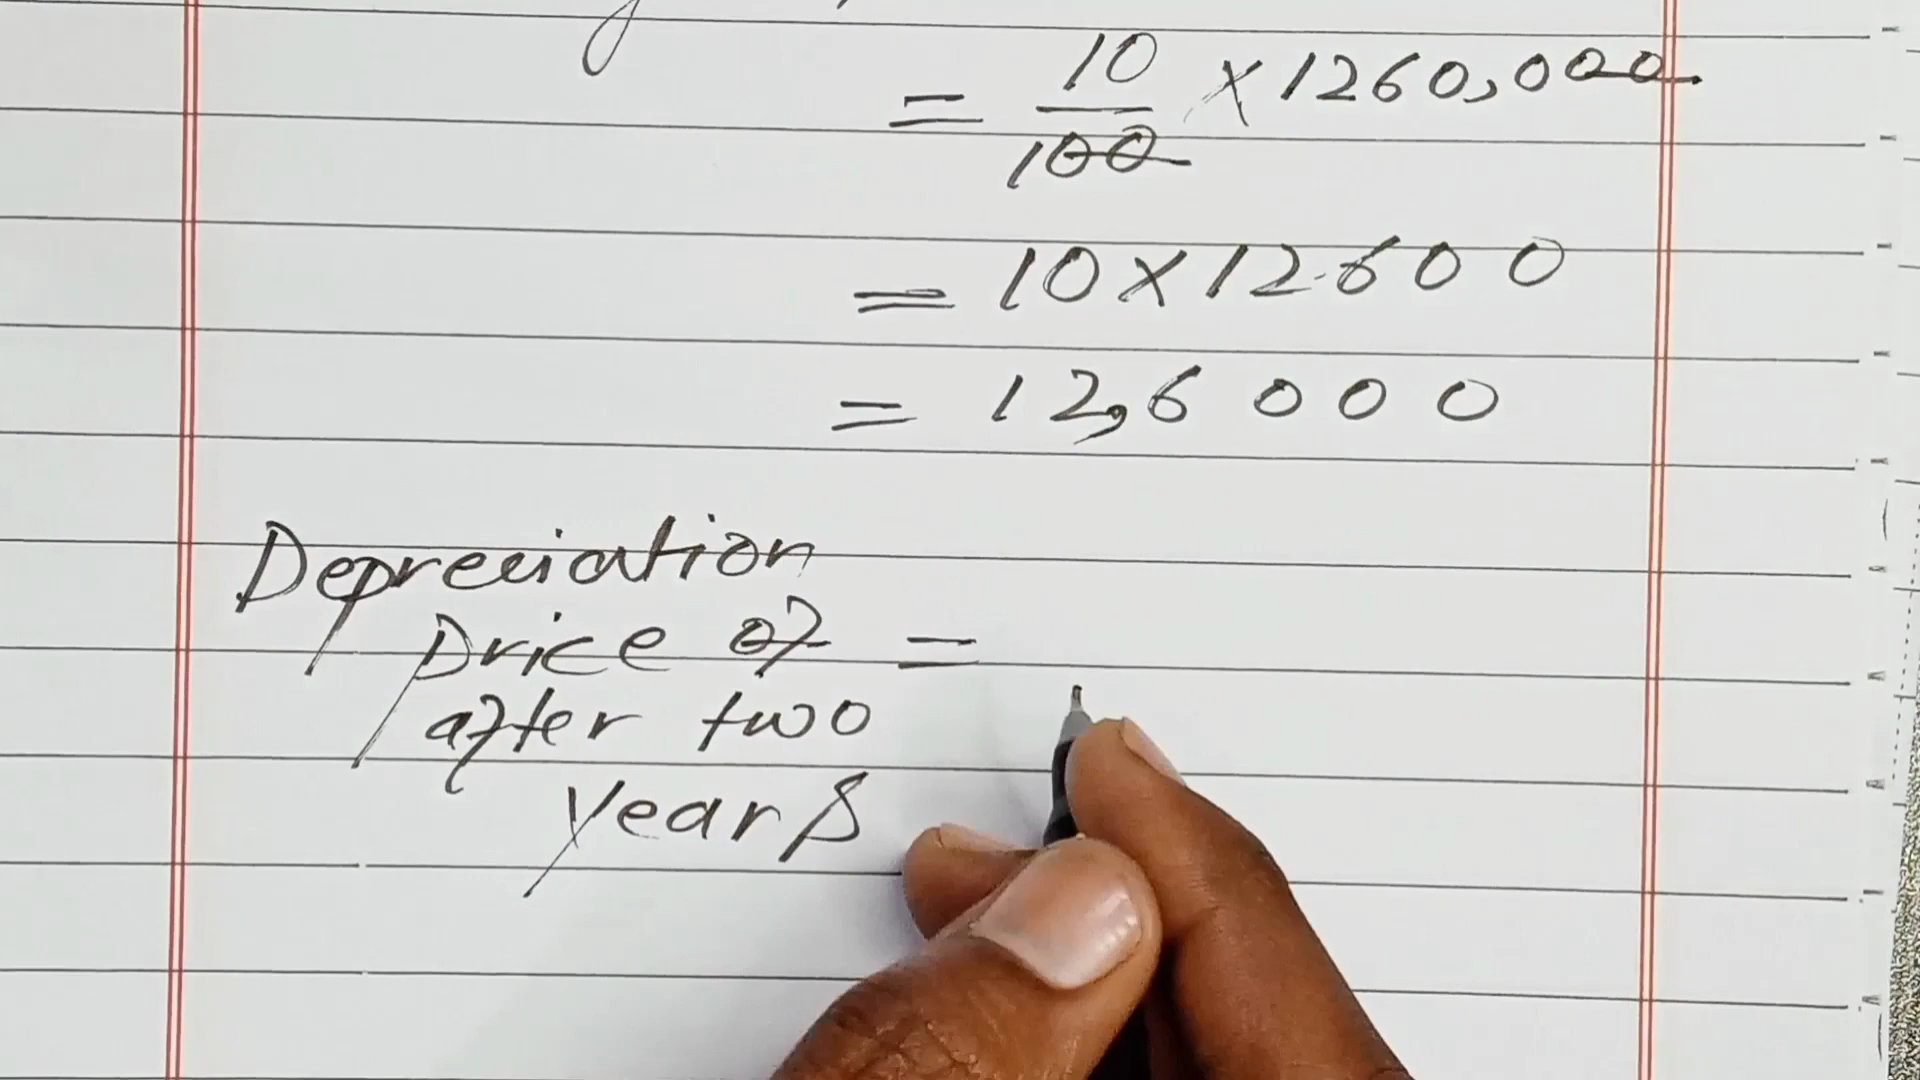 = 10/100 × 1260,000
= 10 × 12600
= 12,6000
Depreciation
Price of =
after two
years